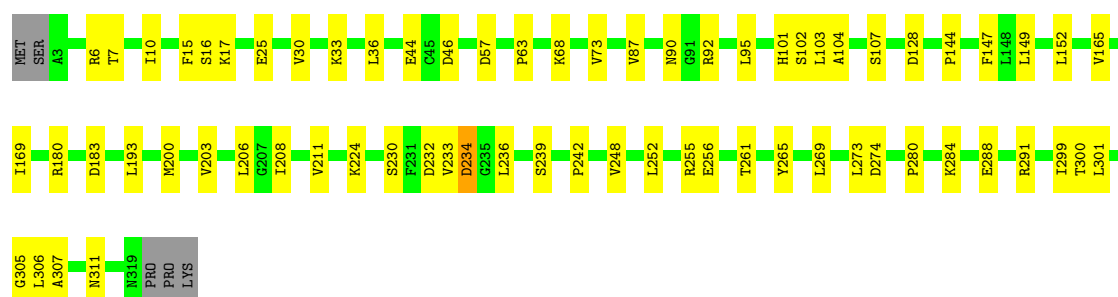 MET SER A3 R6 T7 I10 F15 S16 K17 E25 V30 K33 L36 E44 C45 D46 D57 P63 K68 V73 V87 N90 G91 R92 L95 H101 S102 L103 A104 S107 D128 P144 F147 L148 L149 L152 V165
I169 R180 D183 L193 M200 V203 L206 G207 I208 V211 K224 S230 F231 D232 V233 D234 G235 L236 S239 P242 V248 L252 R255 E256 T261 Y265 L269 L273 D274 P280 K284 E288 R291 I299 T300 L301
G305 L306 A307 N311 N319 PRO PRO LYS